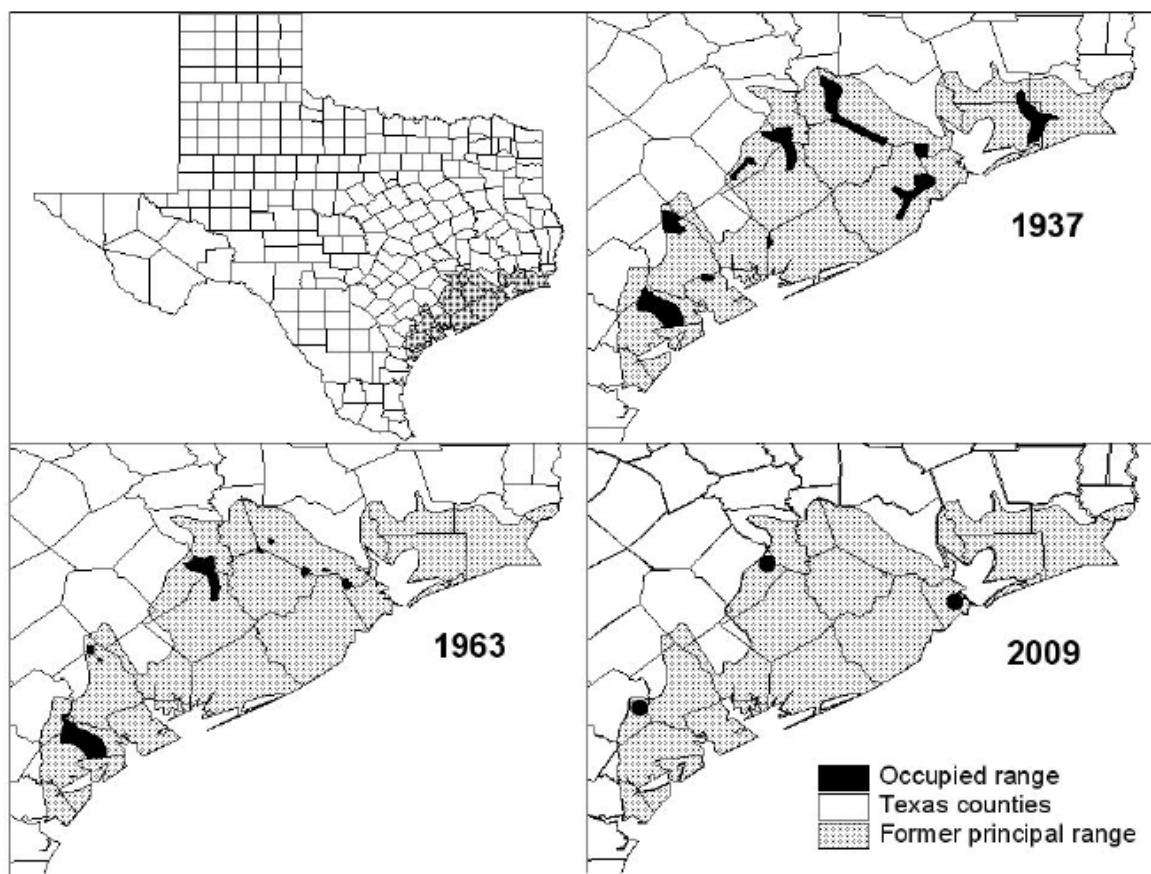 1937
1963
2009
Occupied range
Texas counties
Former principal range